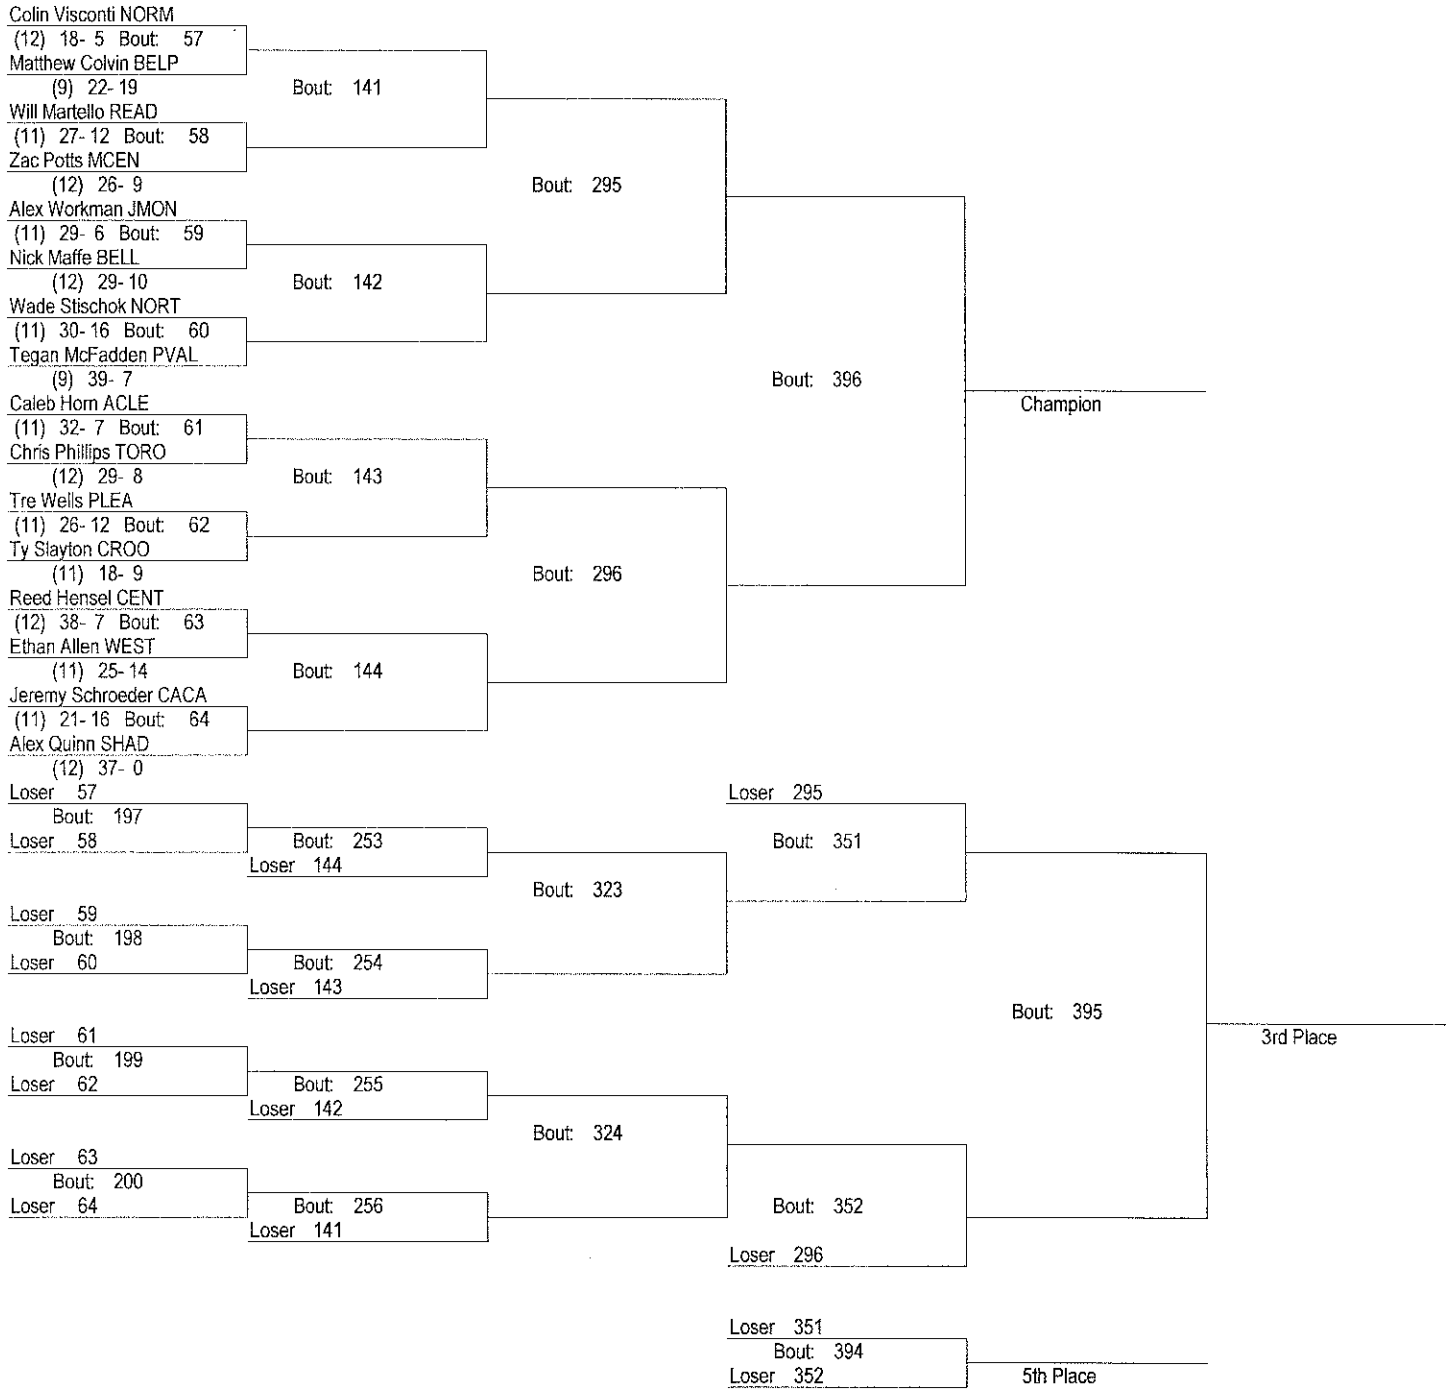 Colin Visconti NORM
(12) 18- 5 Bout: 57
Matthew Colvin BELP
(9) 22- 19
Bout: 141
Will Martello READ
(11) 27- 12 Bout: 58
Zac Potts MCEN
(12) 26- 9
Bout: 295
Alex Workman JMON
(11) 29- 6 Bout: 59
Nick Maffe BELL
(12) 29- 10
Bout: 142
Wade Stischok NORT
(11) 30- 16 Bout: 60
Tegan McFadden PVAL
(9) 39- 7
Bout: 396
Champion
Caleb Horn ACLE
(11) 32- 7 Bout: 61
Chris Phillips TORO
(12) 29- 8
Bout: 143
Tre Wells PLEA
(11) 26- 12 Bout: 62
Ty Slayton CROO
(11) 18- 9
Bout: 296
Reed Hensel CENT
(12) 38- 7 Bout: 63
Ethan Allen WEST
(11) 25- 14
Bout: 144
Jeremy Schroeder CACA
(11) 21- 16 Bout: 64
Alex Quinn SHAD
(12) 37- 0
Loser 57
Bout: 197
Loser 58
Bout: 253
Loser 144
Loser 295
Bout: 351
Bout: 323
Loser 59
Bout: 198
Loser 60
Bout: 254
Loser 143
Bout: 395
3rd Place
Loser 61
Bout: 199
Loser 62
Bout: 255
Loser 142
Bout: 324
Loser 63
Bout: 200
Loser 64
Bout: 256
Loser 141
Bout: 352
Loser 296
Loser 351
Bout: 394
Loser 352
5th Place